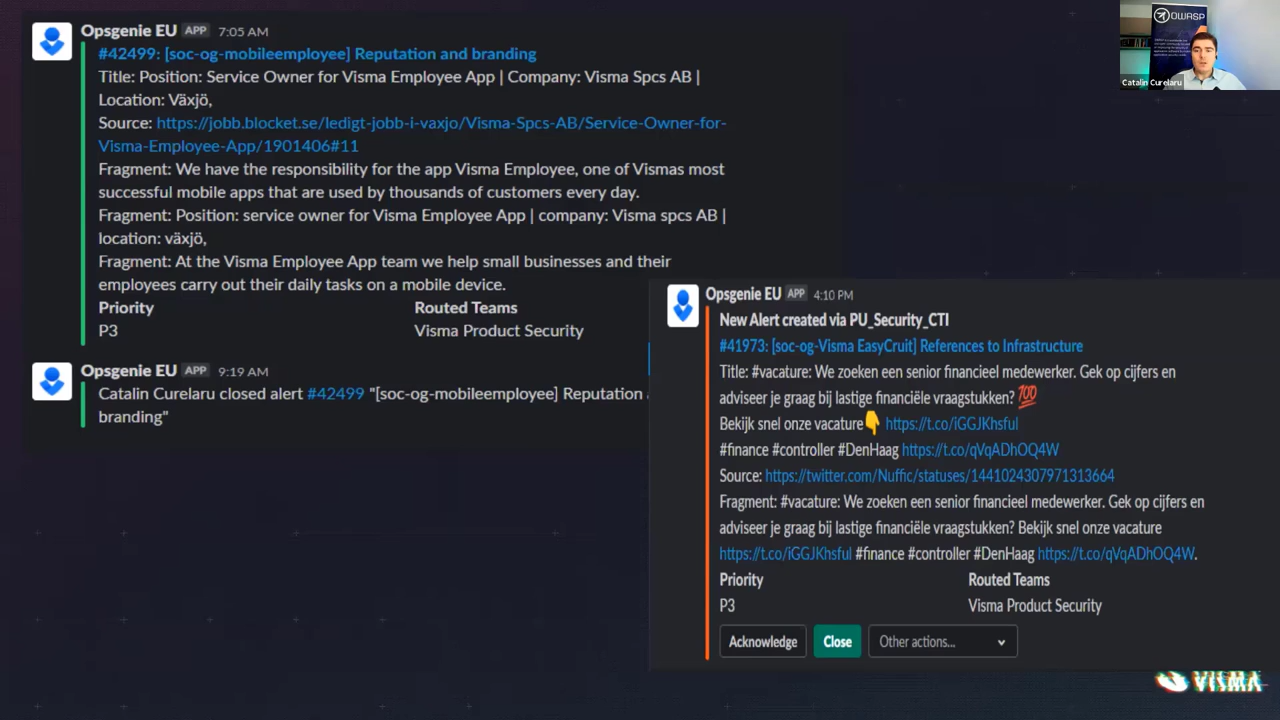 Opsgenie EU APP 7:05 AM
#42499: [soc-og-mobileemployee] Reputation and branding
Title: Position: Service Owner for Visma Employee App | Company: Visma Spcs AB |
Location: Växjö,
Source: https://jobb.blocket.se/ledigt-jobb-i-vaxjo/Visma-Spcs-AB/Service-Owner-for-
Visma-Employee-App/1901406#11
Fragment: We have the responsibility for the app Visma Employee, one of Vismas most
successful mobile apps that are used by thousands of customers every day.
Fragment: Position: service owner for Visma Employee App | company: Visma spcs AB |
location: växjö,
Fragment: At the Visma Employee App team we help small businesses and their
employees carry out their daily tasks on a mobile device.
Priority Routed Teams
P3 Visma Product Security
Opsgenie EU APP 9:19 AM
Catalin Curelaru closed alert #42499 "[soc-og-mobileemployee] Reputation
branding"
OWASP
Catalin Curelaru
Opsgenie EU APP 4:10 PM
New Alert created via PU_Security_CTI
#41973: [soc-og-Visma EasyCruit] References to Infrastructure
Title: #vacature: We zoeken een senior financieel medewerker. Gek op cijfers en
adviseer je graag bij lastige financiële vraagstukken? 💯
Bekijk snel onze vacature👇 https://t.co/iGGJKhsful
#finance #controller #DenHaag https://t.co/qVqADhOQ4W
Source: https://twitter.com/Nuffic/statuses/1441024307971313664
Fragment: #vacature: We zoeken een senior financieel medewerker. Gek op cijfers en
adviseer je graag bij lastige financiële vraagstukken? Bekijk snel onze vacature
https://t.co/iGGJKhsful #finance #controller #DenHaag https://t.co/qVqADhOQ4W.
Priority Routed Teams
P3 Visma Product Security
Acknowledge Close Other actions...
VISMA